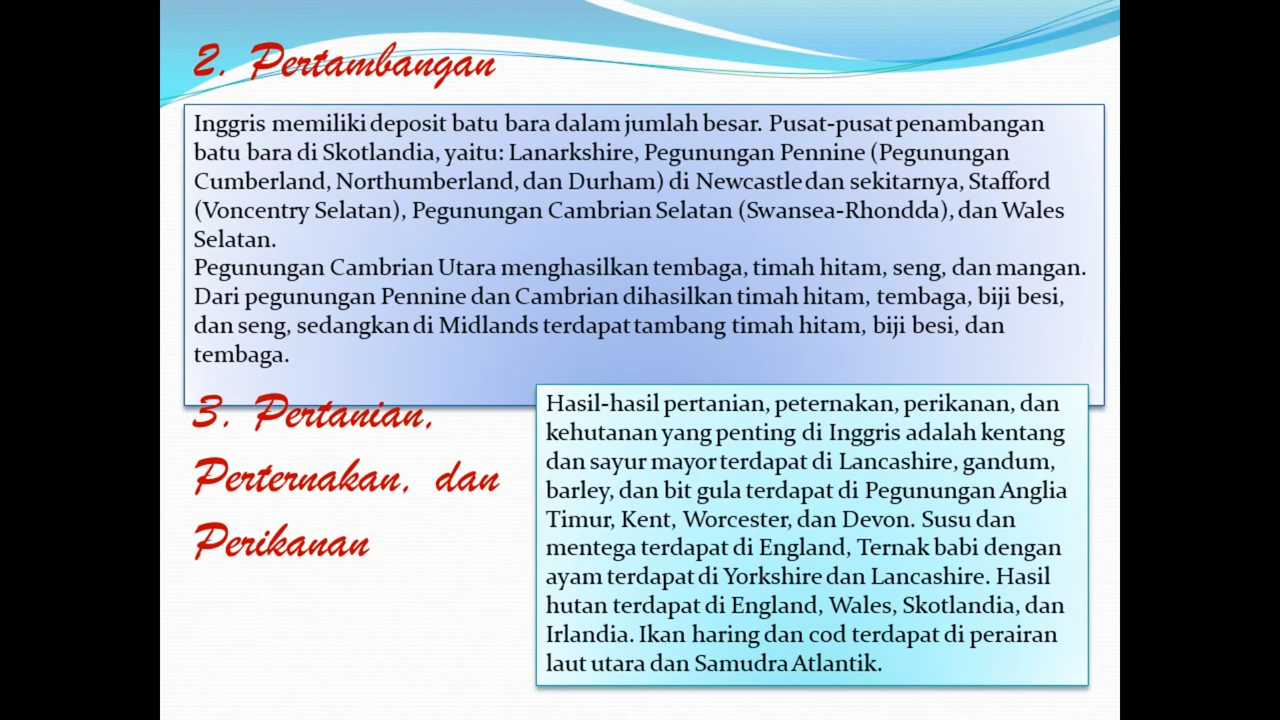 2. Pertambangan
Inggris memiliki deposit batu bara dalam jumlah besar. Pusat-pusat penambangan
batu bara di Skotlandia, yaitu: Lanarkshire, Pegunungan Pennine (Pegunungan
Cumberland, Northumberland, dan Durham) di Newcastle dan sekitarnya, Stafford
(Voncentry Selatan), Pegunungan Cambrian Selatan (Swansea-Rhondda), dan Wales
Selatan.
Pegunungan Cambrian Utara menghasilkan tembaga, timah hitam, seng, dan mangan.
Dari pegunungan Pennine dan Cambrian dihasilkan timah hitam, tembaga, biji besi,
dan seng, sedangkan di Midlands terdapat tambang timah hitam, biji besi, dan
tembaga.
3. Pertanian,
Perternakan, dan
Perikanan
Hasil-hasil pertanian, peternakan, perikanan, dan
kehutanan yang penting di Inggris adalah kentang
dan sayur mayor terdapat di Lancashire, gandum,
barley, dan bit gula terdapat di Pegunungan Anglia
Timur, Kent, Worcester, dan Devon. Susu dan
mentega terdapat di England, Ternak babi dengan
ayam terdapat di Yorkshire dan Lancashire. Hasil
hutan terdapat di England, Wales, Skotlandia, dan
Irlandia. Ikan haring dan cod terdapat di perairan
laut utara dan Samudra Atlantik.